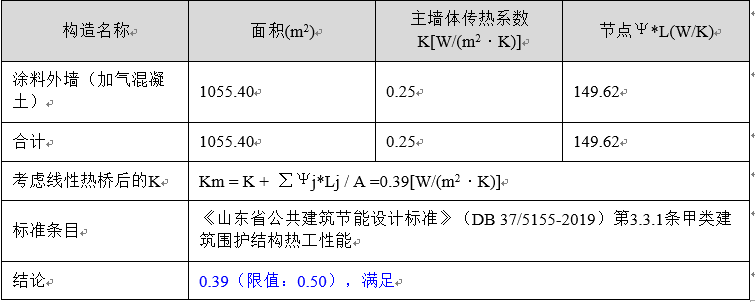 构造名称 面积(m2) 主墙体传热系数
K[W/(m2·K)] 节点Ψ*L(W/K)
涂料外墙（加气混凝
土） 1055.40 0.25 149.62
合计 1055.40 0.25 149.62
考虑线性热桥后的K Km = K + ∑Ψj*Lj / A =0.39[W/(m2·K)]
标准条目 《山东省公共建筑节能设计标准》（DB 37/5155-2019）第3.3.1条甲类建
筑围护结构热工性能
结论 0.39（限值：0.50），满足